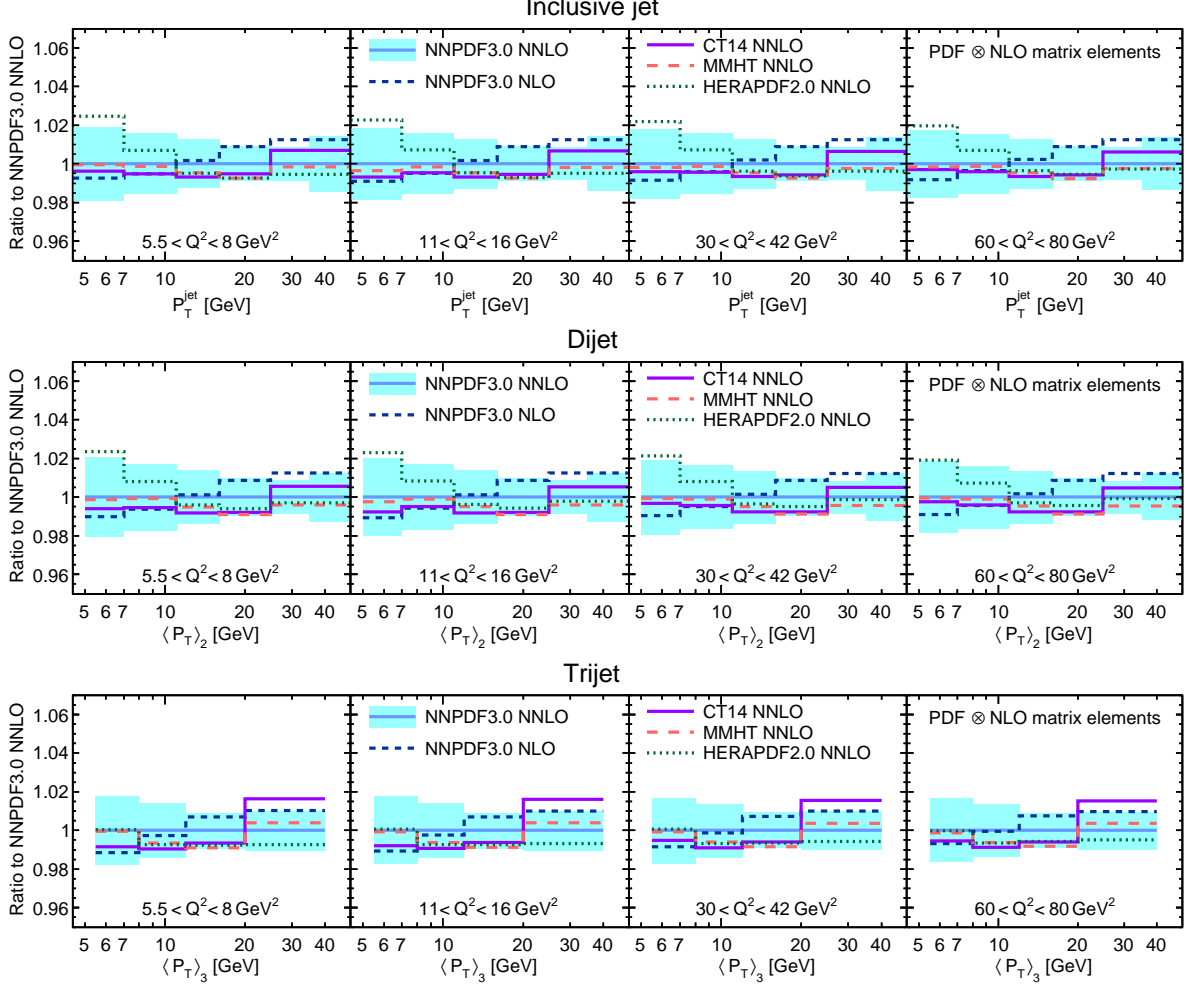 Inclusive jet
Ratio to NNPDF3.0 NNLO
1.06
1.04
1.02
1
0.98
0.96
NNPDF3.0 NNLO
NNPDF3.0 NLO
CT14 NNLO
MMHT NNLO
HERAPDF2.0 NNLO
PDF ⊗ NLO matrix elements
5.5 < Q² < 8 GeV²
11 < Q² < 16 GeV²
30 < Q² < 42 GeV²
60 < Q² < 80 GeV²
5 6 7 10 20 30 40 5 6 7 10 20 30 40 5 6 7 10 20 30 40 5 6 7 10 20 30 40
P_T^jet [GeV] P_T^jet [GeV] P_T^jet [GeV] P_T^jet [GeV]
Dijet
Ratio to NNPDF3.0 NNLO
1.06
1.04
1.02
1
0.98
0.96
NNPDF3.0 NNLO
NNPDF3.0 NLO
CT14 NNLO
MMHT NNLO
HERAPDF2.0 NNLO
PDF ⊗ NLO matrix elements
5.5 < Q² < 8 GeV²
11 < Q² < 16 GeV²
30 < Q² < 42 GeV²
60 < Q² < 80 GeV²
5 6 7 10 20 30 40 5 6 7 10 20 30 40 5 6 7 10 20 30 40 5 6 7 10 20 30 40
⟨P_T⟩₂ [GeV] ⟨P_T⟩₂ [GeV] ⟨P_T⟩₂ [GeV] ⟨P_T⟩₂ [GeV]
Trijet
Ratio to NNPDF3.0 NNLO
1.06
1.04
1.02
1
0.98
0.96
NNPDF3.0 NNLO
NNPDF3.0 NLO
CT14 NNLO
MMHT NNLO
HERAPDF2.0 NNLO
PDF ⊗ NLO matrix elements
5.5 < Q² < 8 GeV²
11 < Q² < 16 GeV²
30 < Q² < 42 GeV²
60 < Q² < 80 GeV²
5 6 7 10 20 30 40 5 6 7 10 20 30 40 5 6 7 10 20 30 40 5 6 7 10 20 30 40
⟨P_T⟩₃ [GeV] ⟨P_T⟩₃ [GeV] ⟨P_T⟩₃ [GeV] ⟨P_T⟩₃ [GeV]